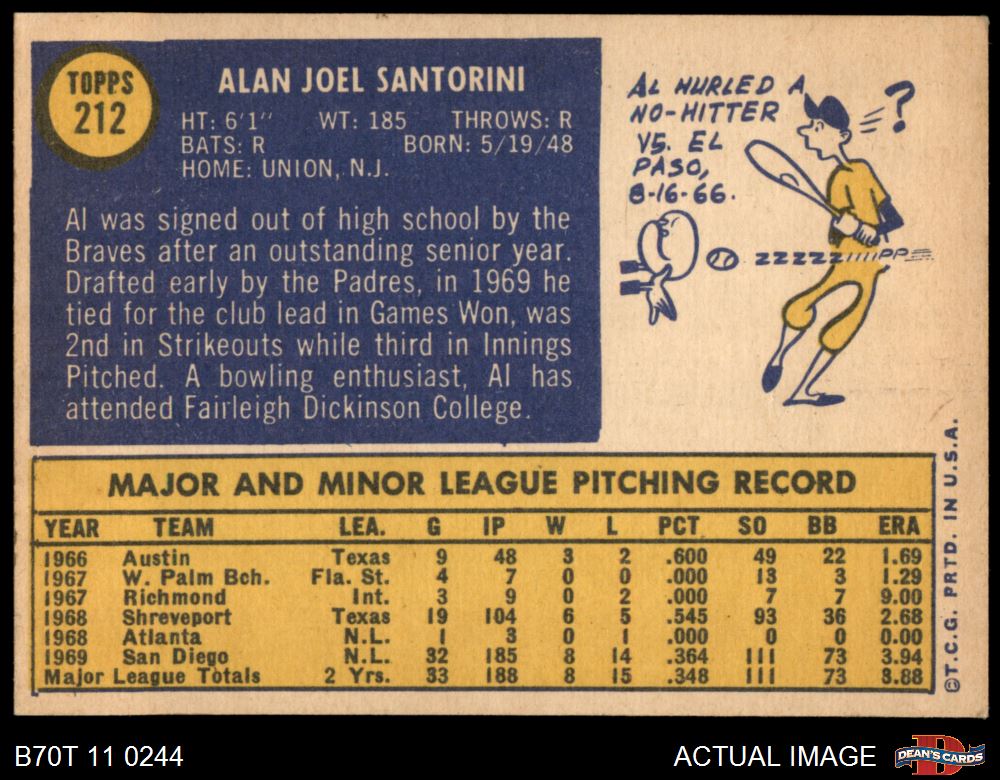 TOPPS
212
ALAN JOEL SANTORINI
HT: 6'1" WT: 185 THROWS: R
BATS: R BORN: 5/19/48
HOME: UNION, N.J.
Al was signed out of high school by the
Braves after an outstanding senior year.
Drafted early by the Padres, in 1969 he
tied for the club lead in Games Won, was
2nd in Strikeouts while third in Innings
Pitched. A bowling enthusiast, Al has
attended Fairleigh Dickinson College.
AL HURLED A
NO-HITTER
VS. EL
PASO,
8-16-66.
?
ZZZZZ
PP
MAJOR AND MINOR LEAGUE PITCHING RECORD
YEAR TEAM LEA. G IP W L PCT SO BB ERA
1966 Austin Texas 9 48 3 2 .600 49 22 1.69
1967 W. Palm Bch. Fla. St. 4 7 0 0 .000 13 3 1.29
1967 Richmond Int. 3 9 0 2 .000 7 7 9.00
1968 Shreveport Texas 19 104 6 5 .545 93 36 2.68
1968 Atlanta N.L. 1 3 0 1 .000 0 0 0.00
1969 San Diego N.L. 32 185 8 14 .364 111 73 3.94
Major League Totals 2 Yrs. 33 188 8 15 .348 111 73 3.88
©T.C.G. PRTD. IN U.S.A.
B70T 11 0244
ACTUAL IMAGE
DEAN'S CARDS